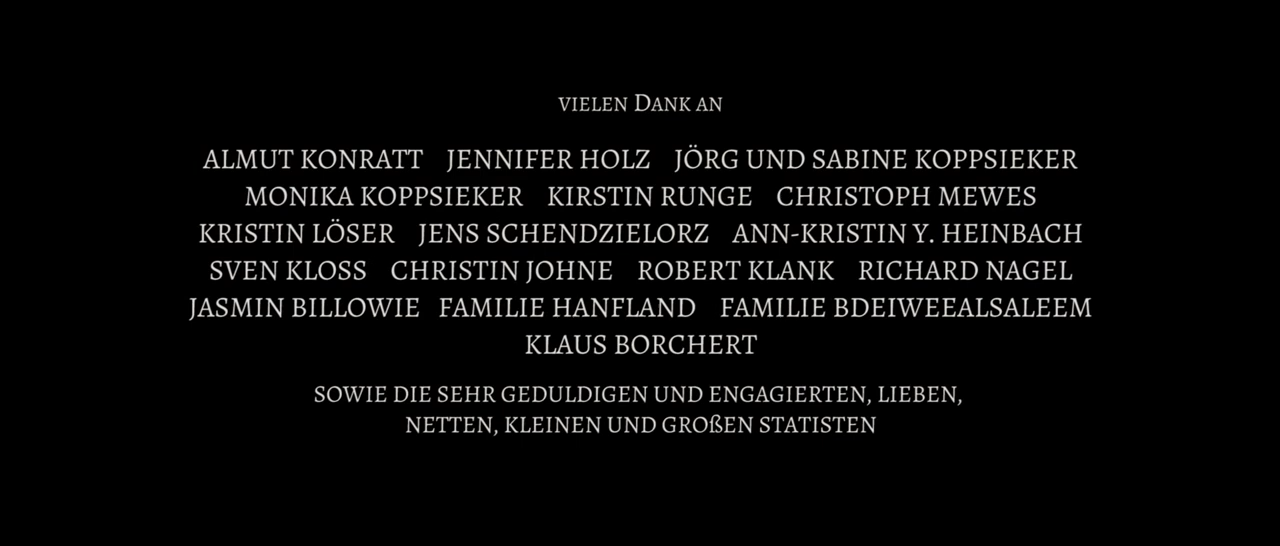 VIELEN DANK AN
ALMUT KONRATT JENNIFER HOLZ JÖRG UND SABINE KOPPSIEKER
MONIKA KOPPSIEKER KIRSTIN RUNGE CHRISTOPH MEWES
KRISTIN LÖSER JENS SCHENDZIELORZ ANN-KRISTIN Y. HEINBACH
SVEN KLOSS CHRISTIN JOHNE ROBERT KLANK RICHARD NAGEL
JASMIN BILLOWIE FAMILIE HANFLAND FAMILIE BDEIWEEALSALEEM
KLAUS BORCHERT
SOWIE DIE SEHR GEDULDIGEN UND ENGAGIERTEN, LIEBEN,
NETTEN, KLEINEN UND GROßEN STATISTEN